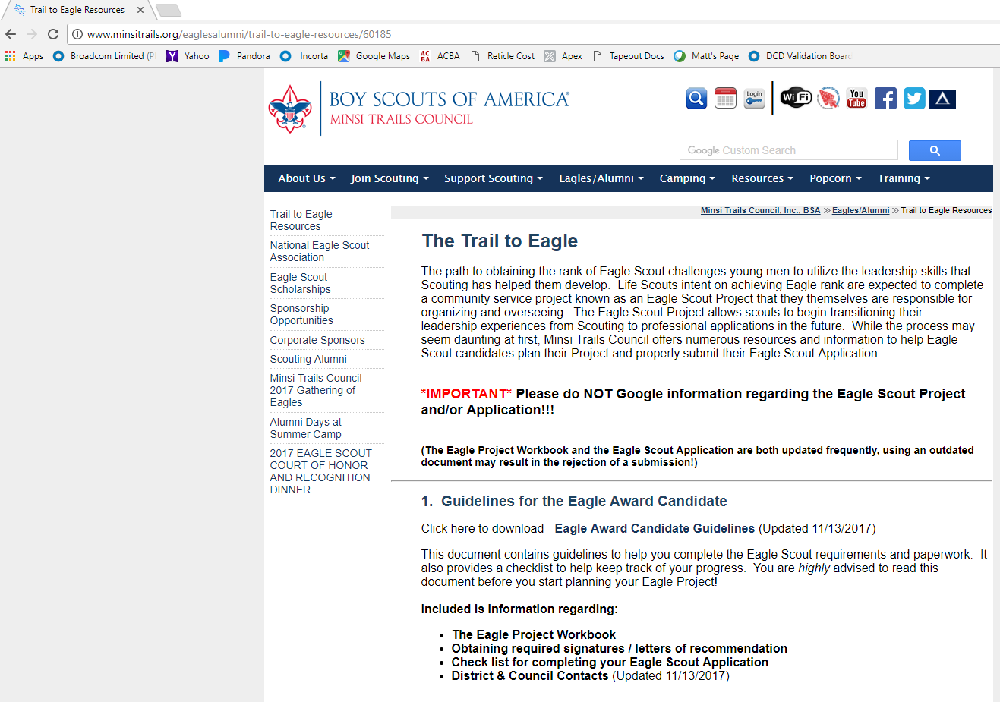 Trail to Eagle Resources
www.minsitrails.org/eaglesalumni/trail-to-eagle-resources/60185
Apps Broadcom Limited (P Yahoo Pandora Incorta Google Maps AC BA ACBA Reticle Cost Apex Tapeout Docs Matt's Page DCD Validation Board
BOY SCOUTS OF AMERICA®
MINSI TRAILS COUNCIL
Login WiFi You Tube
Google Custom Search
About Us Join Scouting Support Scouting Eagles/Alumni Camping Resources Popcorn Training
Trail to Eagle
Resources
National Eagle Scout
Association
Eagle Scout
Scholarships
Sponsorship
Opportunities
Corporate Sponsors
Scouting Alumni
Minsi Trails Council
2017 Gathering of
Eagles
Alumni Days at
Summer Camp
2017 EAGLE SCOUT
COURT OF HONOR
AND RECOGNITION
DINNER
Minsi Trails Council, Inc., BSA >> Eagles/Alumni >> Trail to Eagle Resources
The Trail to Eagle
The path to obtaining the rank of Eagle Scout challenges young men to utilize the leadership skills that
Scouting has helped them develop. Life Scouts intent on achieving Eagle rank are expected to complete
a community service project known as an Eagle Scout Project that they themselves are responsible for
organizing and overseeing. The Eagle Scout Project allows scouts to begin transitioning their
leadership experiences from Scouting to professional applications in the future. While the process may
seem daunting at first, Minsi Trails Council offers numerous resources and information to help Eagle
Scout candidates plan their Project and properly submit their Eagle Scout Application.
*IMPORTANT* Please do NOT Google information regarding the Eagle Scout Project
and/or Application!!!
(The Eagle Project Workbook and the Eagle Scout Application are both updated frequently, using an outdated
document may result in the rejection of a submission!)
1. Guidelines for the Eagle Award Candidate
Click here to download - Eagle Award Candidate Guidelines (Updated 11/13/2017)
This document contains guidelines to help you complete the Eagle Scout requirements and paperwork. It
also provides a checklist to help keep track of your progress. You are highly advised to read this
document before you start planning your Eagle Project!
Included is information regarding:
• The Eagle Project Workbook
• Obtaining required signatures / letters of recommendation
• Check list for completing your Eagle Scout Application
• District & Council Contacts (Updated 11/13/2017)